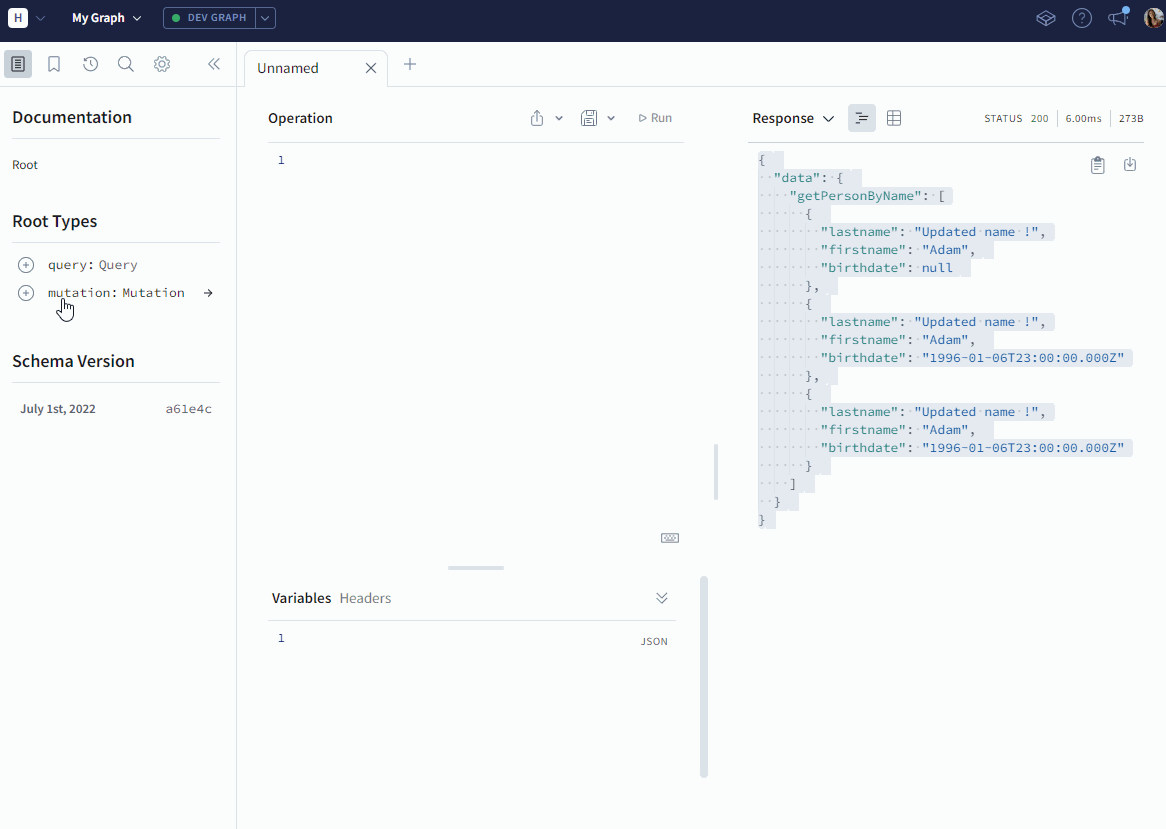 H My Graph DEV GRAPH
Unnamed
Documentation
Root
Root Types
query: Query
mutation: Mutation
Schema Version
July 1st, 2022 a61e4c
Operation Run
1
Variables Headers
1 JSON
Response STATUS 200 6.00ms 273B
{
··"data":·{
····"getPersonByName":·[
······{
········"lastname":·"Updated·name·!",
········"firstname":·"Adam",
········"birthdate":·null
······},
······{
········"lastname":·"Updated·name·!",
········"firstname":·"Adam",
········"birthdate":·"1996-01-06T23:00:00.000Z"
······},
······{
········"lastname":·"Updated·name·!",
········"firstname":·"Adam",
········"birthdate":·"1996-01-06T23:00:00.000Z"
······}
····]
··}
}